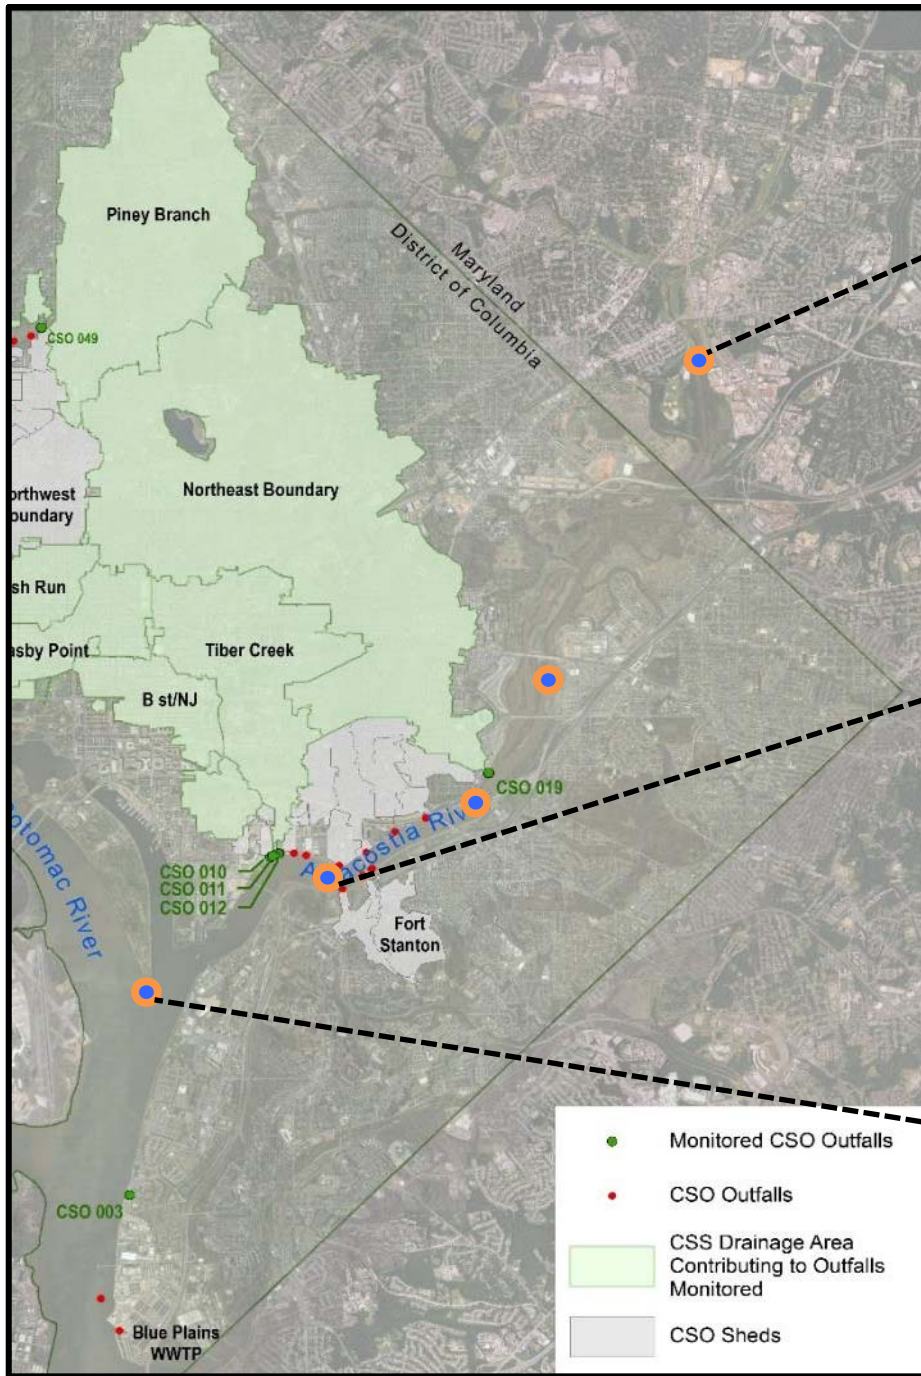 Piney Branch
Maryland
District of Columbia
CSO 049
Northeast Boundary
orthwest
oundary
sh Run
asby Point
Tiber Creek
B st/NJ
CSO 019
Anacostia River
otomac River
CSO 010
CSO 011
CSO 012
Fort
Stanton
CSO 003
Blue Plains
WWTP
Monitored CSO Outfalls
CSO Outfalls
CSS Drainage Area
Contributing to Outfalls
Monitored
CSO Sheds